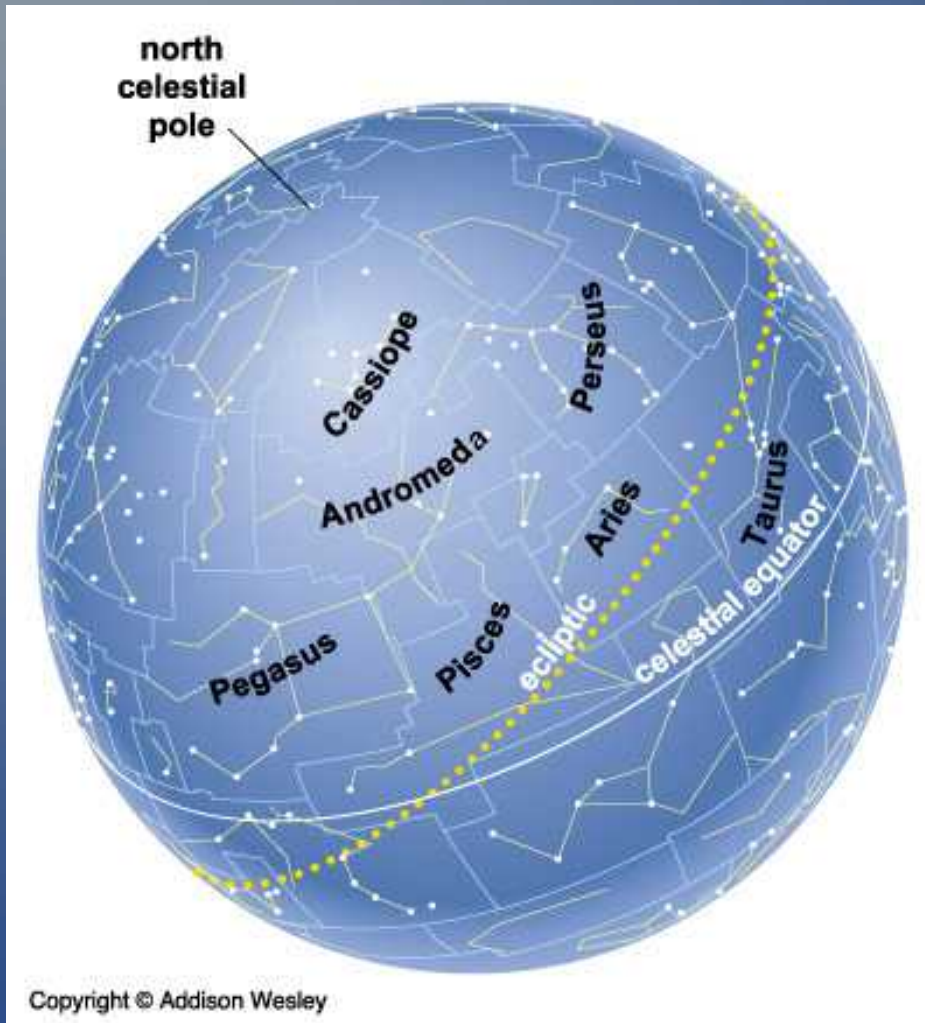 north
celestial
pole
Perseus
Cassiope
Andromeda
Taurus
Aries
celestial equator
ecliptic
Pisces
Pegasus
Copyright © Addison Wesley